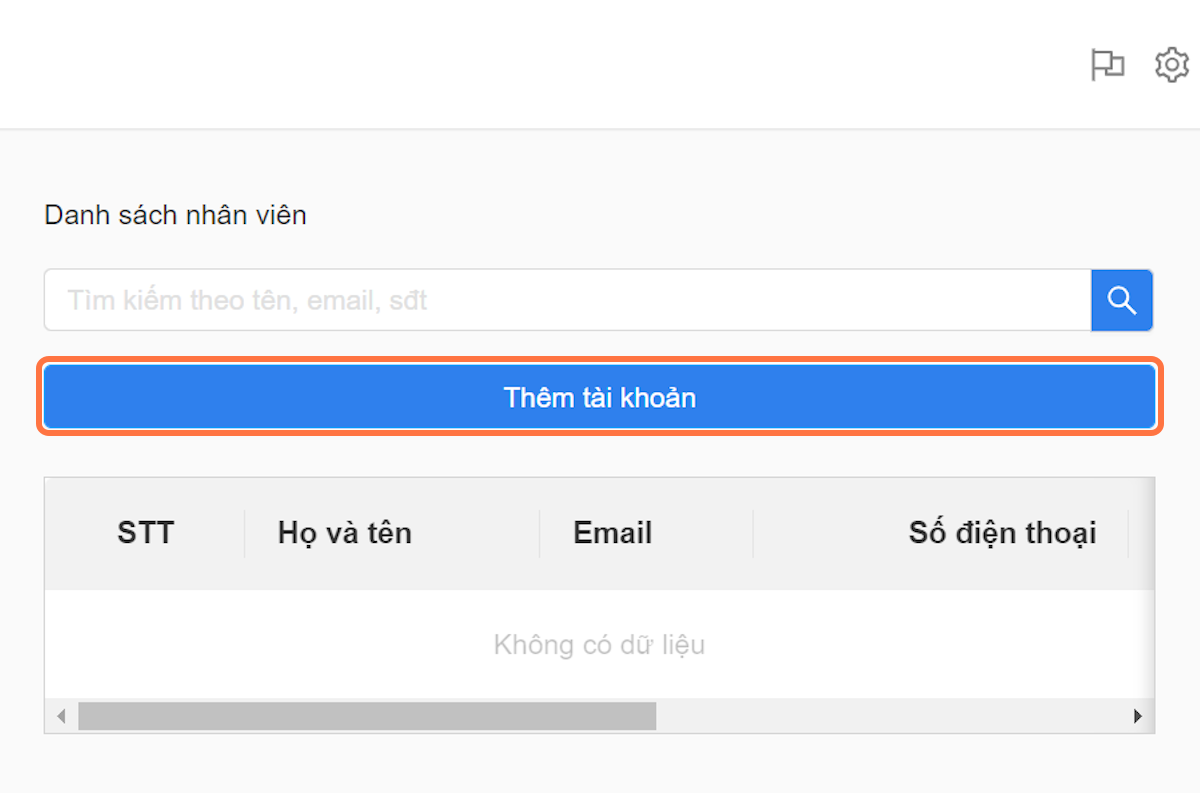 Danh sách nhân viên
Tìm kiếm theo tên, email, sđt
Thêm tài khoản
STT Họ và tên Email Số điện thoại
Không có dữ liệu